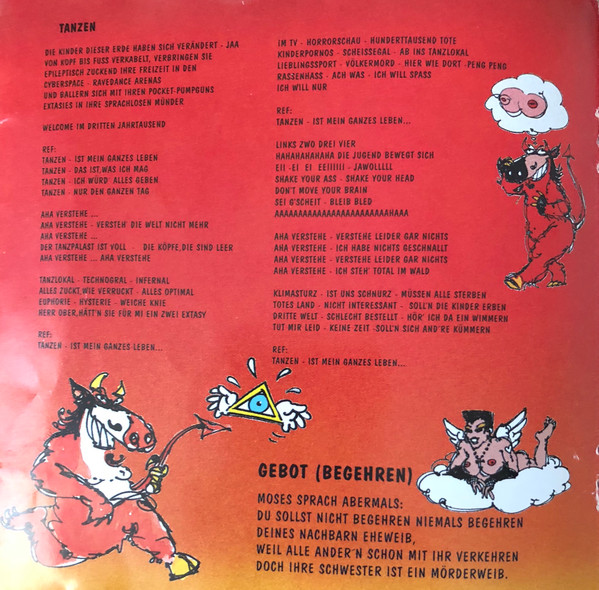 TANZEN
DIE KINDER DIESER ERDE HABEN SICH VERÄNDERT - JAA
VON KOPF BIS FUSS VERKABELT, VERBRINGEN SIE
EPILEPTISCH ZUCKEND IHRE FREIZEIT IN DEN
CYBERSPACE - RAVEDANCE ARENAS
UND BALLERN SICH MIT IHREN POCKET-PUMPGUNS
EXTASIES IN IHRE SPRACHLOSEN MÜNDER
WELCOME IM DRITTEN JAHRTAUSEND
REF:
TANZEN - IST MEIN GANZES LEBEN
TANZEN - DAS IST,WAS ICH MAG
TANZEN - ICH WÜRD' ALLES GEBEN
TANZEN - NUR DEN GANZEN TAG
AHA VERSTEHE ...
AHA VERSTEHE - VERSTEH' DIE WELT NICHT MEHR
AHA VERSTEHE ...
DER TANZPALAST IST VOLL - DIE KÖPFE,DIE SIND LEER
AHA VERSTEHE ... AHA VERSTEHE
TANZLOKAL - TECHNOGRAL - INFERNAL
ALLES ZUCKT,WIE VERRÜCKT - ALLES OPTIMAL
EUPHORIE - HYSTERIE - WEICHE KNIE
HERR OBER,HÄTT'N SIE FÜR MI EIN ZWEI EXTASY
REF:
TANZEN - IST MEIN GANZES LEBEN...
IM TV - HORRORSCHAU - HUNDERTTAUSEND TOTE
KINDERPORNOS - SCHEISSEGAL - AB INS TANZLOKAL
LIEBLINGSSPORT - VÖLKERMORD - HIER WIE DORT -PENG PENG
RASSENHASS - ACH WAS - ICH WILL SPASS
ICH WILL NUR
REF:
TANZEN - IST MEIN GANZES LEBEN...
LINKS ZWO DREI VIER
HAHAHAHAHAHA DIE JUGEND BEWEGT SICH
EII -EI EI EEIIIIII - JAWOLLLL
SHAKE YOUR ASS - SHAKE YOUR HEAD
DON'T MOVE YOUR BRAIN
SEI G'SCHEIT - BLEIB BLED
AAAAAAAAAAAAAAAAAAAAAAAAHAAA
AHA VERSTEHE - VERSTEHE LEIDER GAR NICHTS
AHA VERSTEHE - ICH HABE NICHTS GESCHNALLT
AHA VERSTEHE - VERSTEHE LEIDER GAR NICHTS
AHA VERSTEHE - ICH STEH' TOTAL IM WALD
KLIMASTURZ - IST UNS SCHNURZ - MÜSSEN ALLE STERBEN
TOTES LAND - NICHT INTERESSANT - SOLL'N DIE KINDER ERBEN
DRITTE WELT - SCHLECHT BESTELLT - HÖR' ICH DA EIN WIMMERN
TUT MIR LEID - KEINE ZEIT -SOLL'N SICH AND'RE KÜMMERN
REF:
TANZEN - IST MEIN GANZES LEBEN...
GEBOT (BEGEHREN)
MOSES SPRACH ABERMALS:
DU SOLLST NICHT BEGEHREN NIEMALS BEGEHREN
DEINES NACHBARN EHEWEIB,
WEIL ALLE ANDER'N SCHON MIT IHR VERKEHREN
DOCH IHRE SCHWESTER IST EIN MÖRDERWEIB.